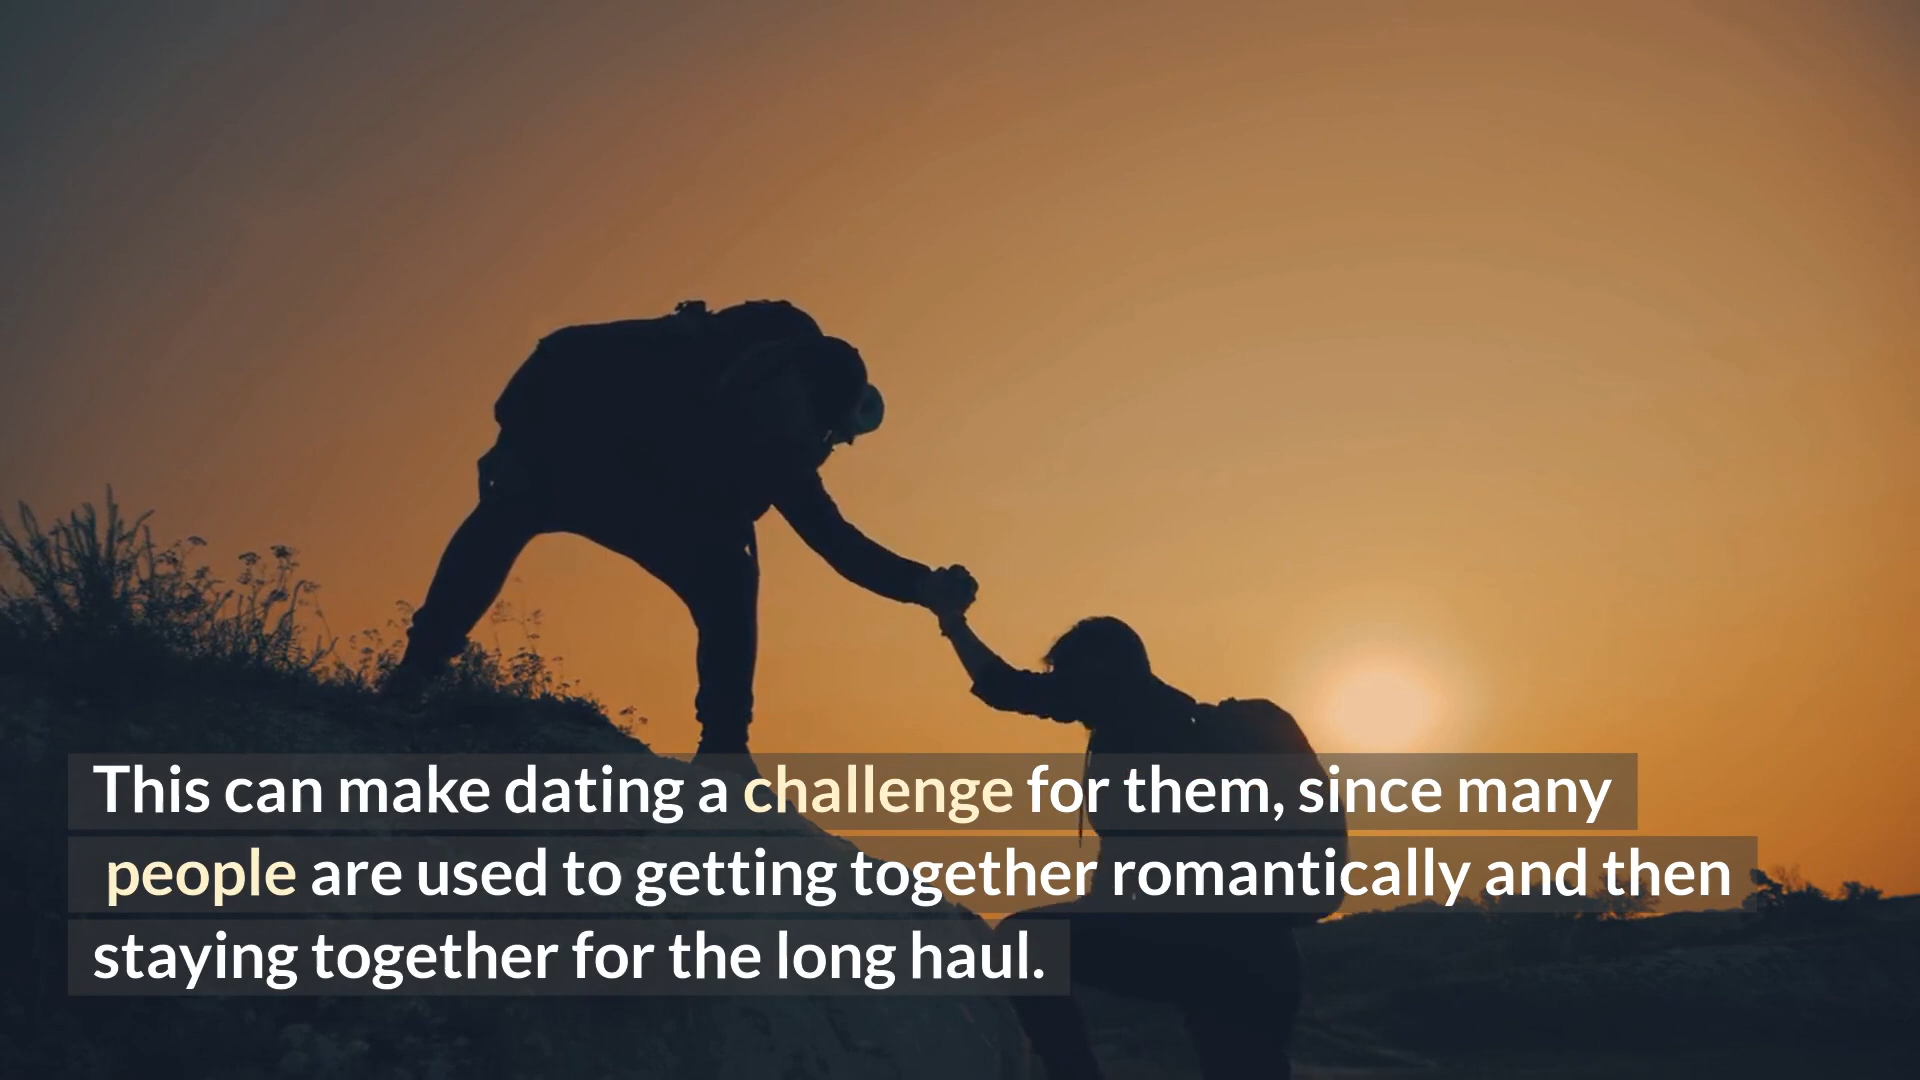 This can make dating a challenge for them, since many
people are used to getting together romantically and then
staying together for the long haul.